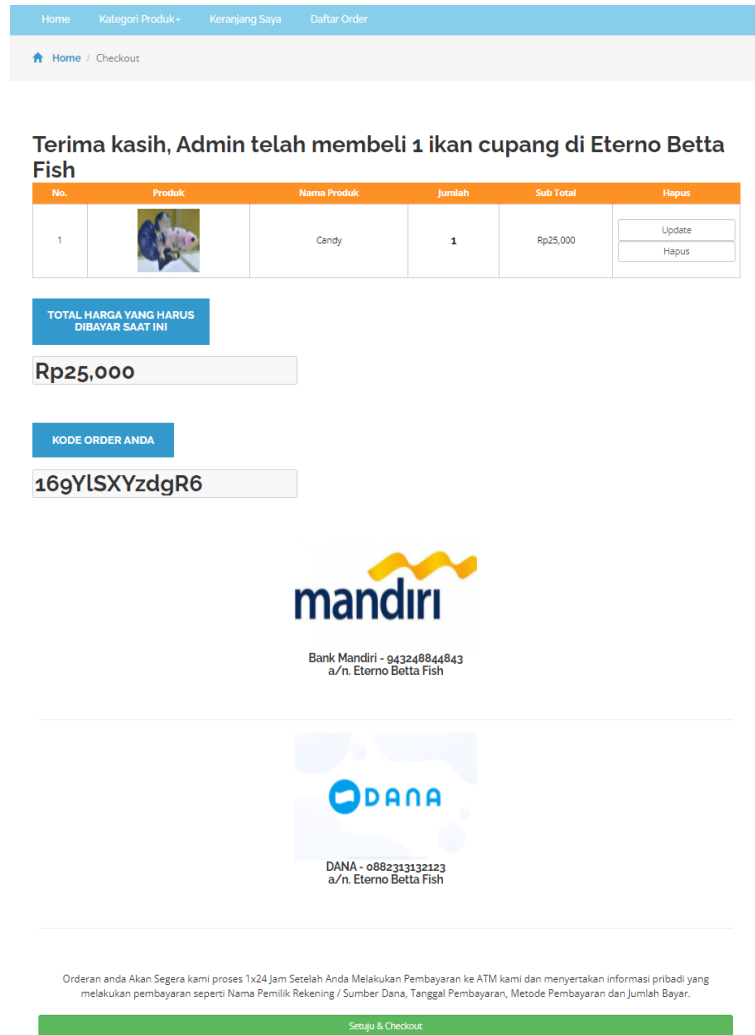 Home Kategori Produk Keranjang Saya Daftar Order
Home / Checkout
Terima kasih, Admin telah membeli 1 ikan cupang di Eterno Betta
Fish
No. Produk Nama Produk Jumlah Sub Total Hapus
1 Candy 1 Rp25,000 Update
Hapus
TOTAL HARGA YANG HARUS
DIBAYAR SAAT INI
Rp25,000
KODE ORDER ANDA
169YlSXYzdgR6
mandırı
Bank Mandiri - 943248844843
a/n. Eterno Betta Fish
DANA
DANA - 0882313132123
a/n. Eterno Betta Fish
Orderan anda Akan Segera kami proses 1x24 Jam Setelah Anda Melakukan Pembayaran ke ATM kami dan menyertakan informasi pribadi yang
melakukan pembayaran seperti Nama Pemilik Rekening / Sumber Dana, Tanggal Pembayaran, Metode Pembayaran dan Jumlah Bayar.
Setuju & Checkout